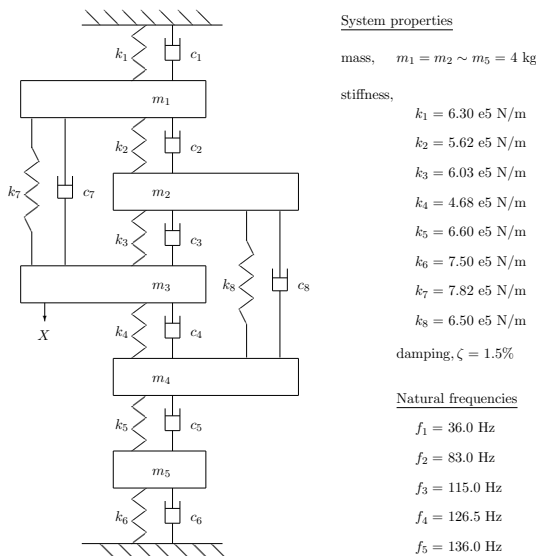 System properties
mass, m₁ = m₂ ∼ m₅ = 4 kg
stiffness,
k₁ = 6.30 e5 N/m
k₂ = 5.62 e5 N/m
k₃ = 6.03 e5 N/m
k₄ = 4.68 e5 N/m
k₅ = 6.60 e5 N/m
k₆ = 7.50 e5 N/m
k₇ = 7.82 e5 N/m
k₈ = 6.50 e5 N/m
damping, ζ = 1.5%
Natural frequencies
f₁ = 36.0 Hz
f₂ = 83.0 Hz
f₃ = 115.0 Hz
f₄ = 126.5 Hz
f₅ = 136.0 Hz
k₁ c₁
m₁
k₂ c₂
k₇ c₇
m₂
k₃ c₃
k₈ c₈
m₃
X
k₄ c₄
m₄
k₅ c₅
m₅
k₆ c₆